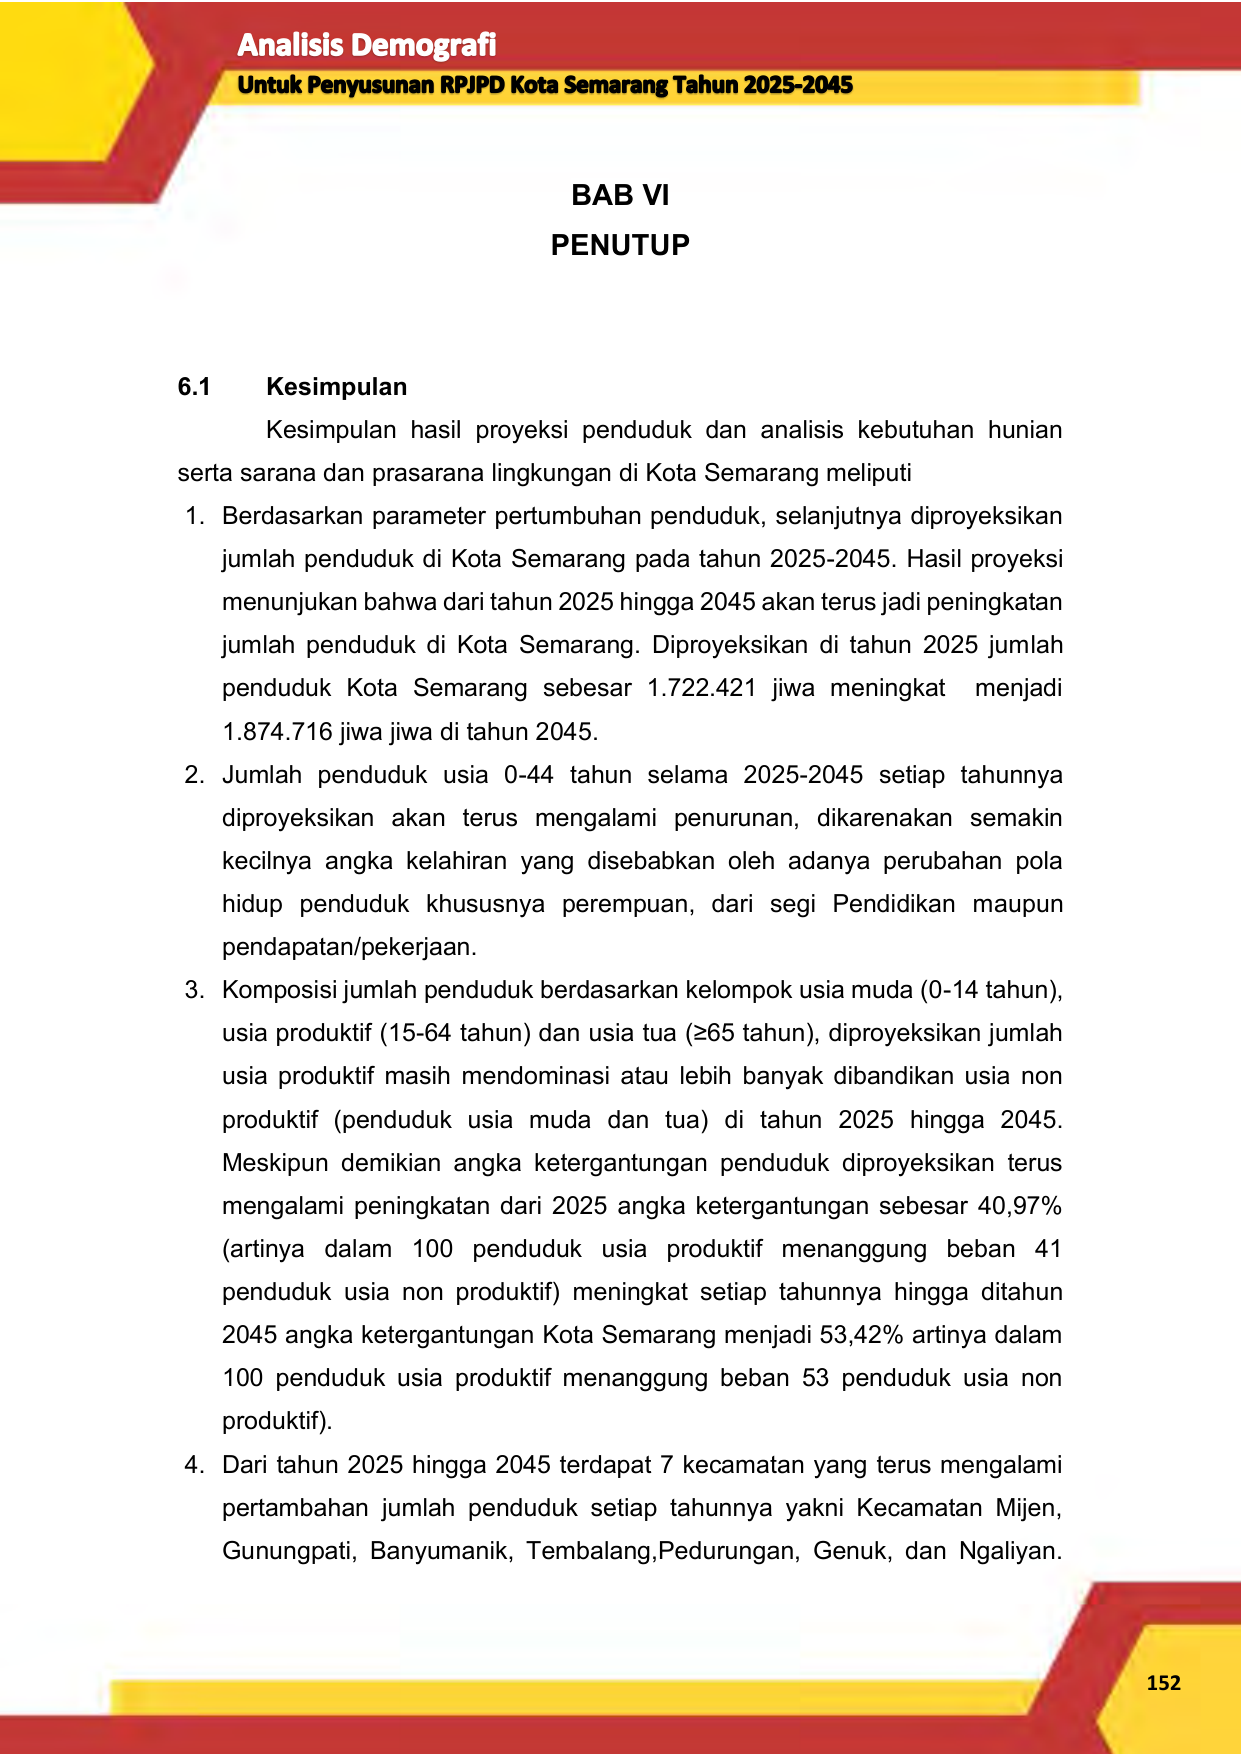 Analisis Demografi
Untuk Penyusunan RPJPD Kota Semarang Tahun 2025-2045
BAB VI
PENUTUP
6.1 Kesimpulan
Kesimpulan hasil proyeksi penduduk dan analisis kebutuhan hunian
serta sarana dan prasarana lingkungan di Kota Semarang meliputi
1. Berdasarkan parameter pertumbuhan penduduk, selanjutnya diproyeksikan
jumlah penduduk di Kota Semarang pada tahun 2025-2045. Hasil proyeksi
menunjukan bahwa dari tahun 2025 hingga 2045 akan terus jadi peningkatan
jumlah penduduk di Kota Semarang. Diproyeksikan di tahun 2025 jumlah
penduduk Kota Semarang sebesar 1.722.421 jiwa meningkat menjadi
1.874.716 jiwa jiwa di tahun 2045.
2. Jumlah penduduk usia 0-44 tahun selama 2025-2045 setiap tahunnya
diproyeksikan akan terus mengalami penurunan, dikarenakan semakin
kecilnya angka kelahiran yang disebabkan oleh adanya perubahan pola
hidup penduduk khususnya perempuan, dari segi Pendidikan maupun
pendapatan/pekerjaan.
3. Komposisi jumlah penduduk berdasarkan kelompok usia muda (0-14 tahun),
usia produktif (15-64 tahun) dan usia tua (≥65 tahun), diproyeksikan jumlah
usia produktif masih mendominasi atau lebih banyak dibandikan usia non
produktif (penduduk usia muda dan tua) di tahun 2025 hingga 2045.
Meskipun demikian angka ketergantungan penduduk diproyeksikan terus
mengalami peningkatan dari 2025 angka ketergantungan sebesar 40,97%
(artinya dalam 100 penduduk usia produktif menanggung beban 41
penduduk usia non produktif) meningkat setiap tahunnya hingga ditahun
2045 angka ketergantungan Kota Semarang menjadi 53,42% artinya dalam
100 penduduk usia produktif menanggung beban 53 penduduk usia non
produktif).
4. Dari tahun 2025 hingga 2045 terdapat 7 kecamatan yang terus mengalami
pertambahan jumlah penduduk setiap tahunnya yakni Kecamatan Mijen,
Gunungpati, Banyumanik, Tembalang,Pedurungan, Genuk, dan Ngaliyan.
152